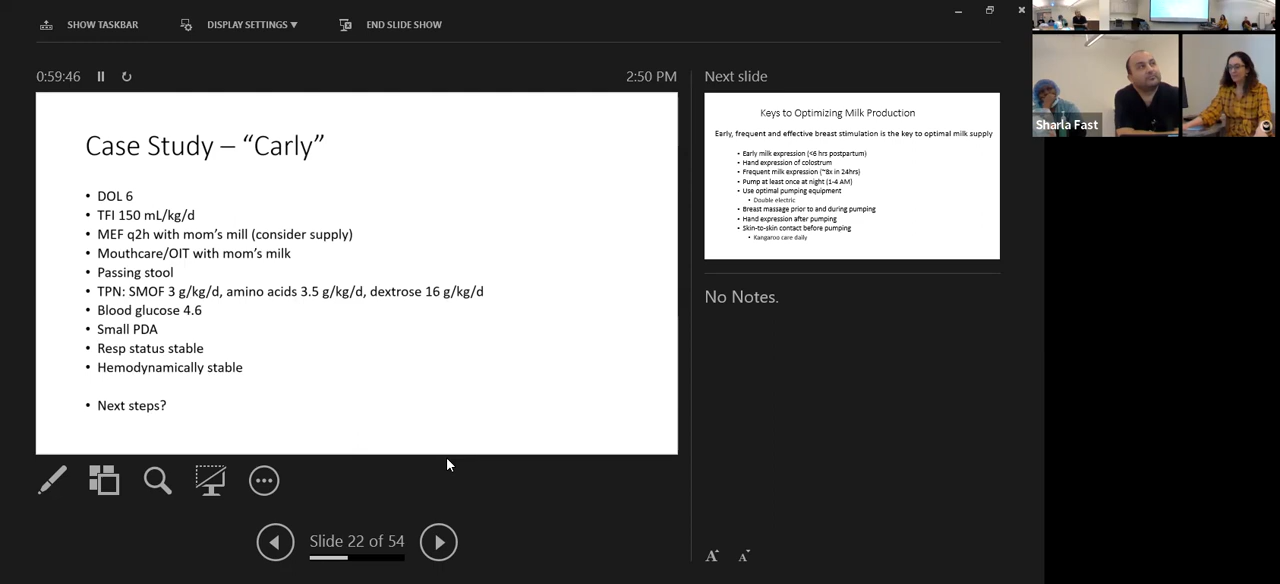 SHOW TASKBAR
DISPLAY SETTINGS ▼
END SLIDE SHOW
0:59:46
2:50 PM
Next slide
Case Study – “Carly”
• DOL 6
• TFI 150 mL/kg/d
• MEF q2h with mom’s mill (consider supply)
• Mouthcare/OIT with mom’s milk
• Passing stool
• TPN: SMOF 3 g/kg/d, amino acids 3.5 g/kg/d, dextrose 16 g/kg/d
• Blood glucose 4.6
• Small PDA
• Resp status stable
• Hemodynamically stable
• Next steps?
Keys to Optimizing Milk Production
Early, frequent and effective breast stimulation is the key to optimal milk supply
• Early milk expression (<6 hrs postpartum)
• Hand expression of colostrum
• Frequent milk expression (~8x in 24hrs)
• Pump at least once at night (1-4 AM)
• Use optimal pumping equipment
• Double electric
• Breast massage prior to and during pumping
• Hand expression after pumping
• Skin-to-skin contact before pumping
• Kangaroo care daily
No Notes.
Slide 22 of 54
A A
Sharla Fast